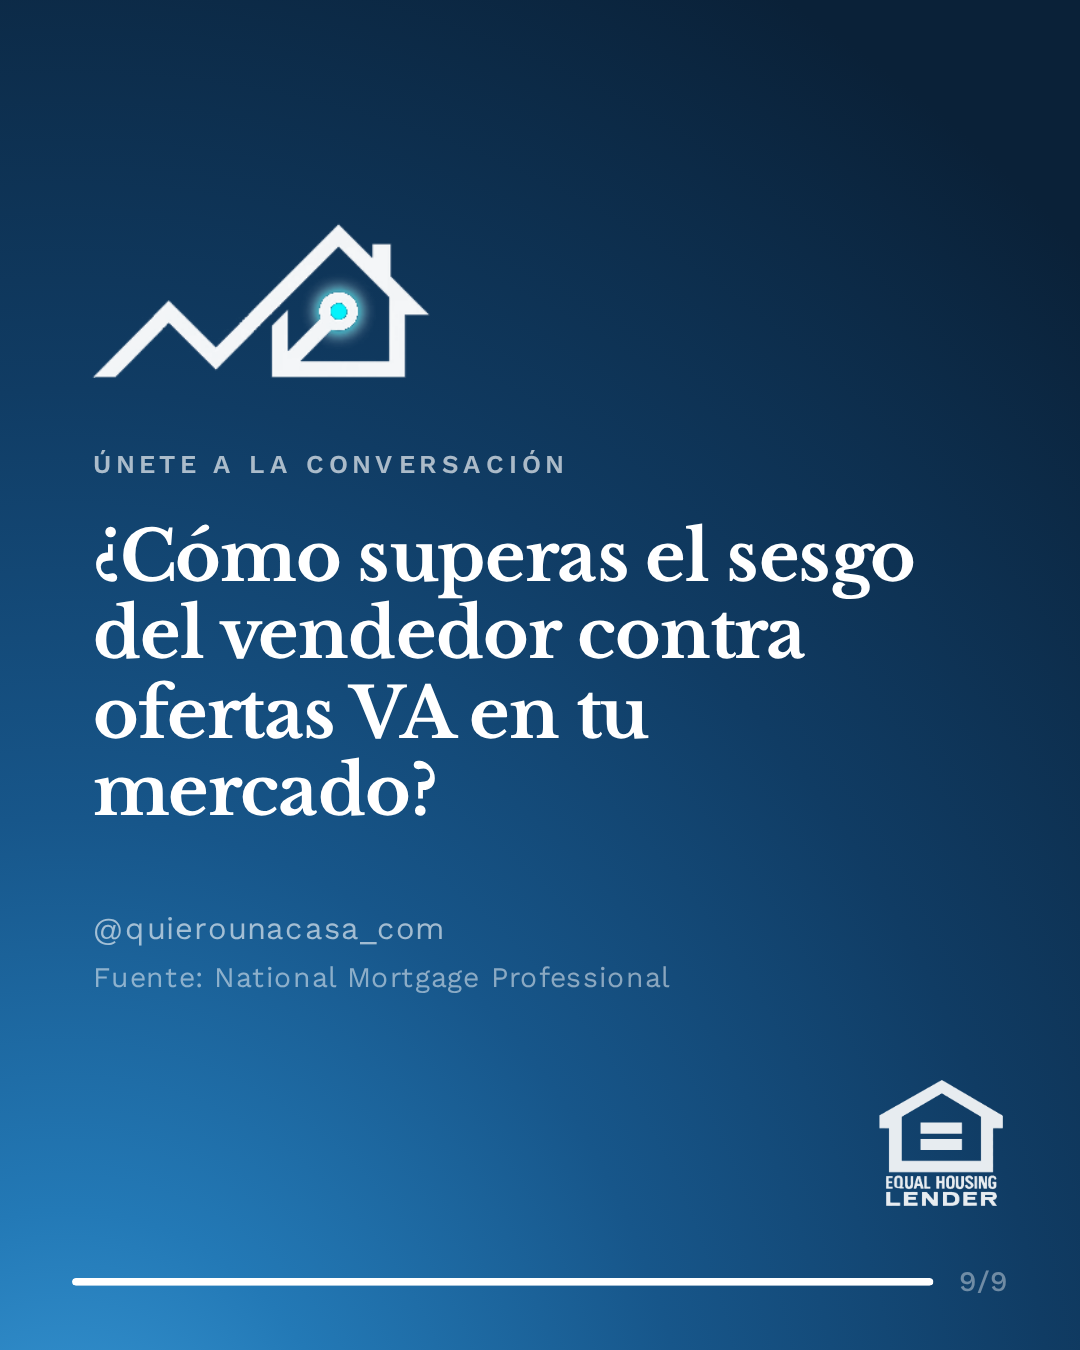 ÚNETE A LA CONVERSACIÓN
¿Cómo superas el sesgo
del vendedor contra
ofertas VA en tu
mercado?
@quierounacasa_com
Fuente: National Mortgage Professional
EQUAL HOUSING
LENDER
9/9